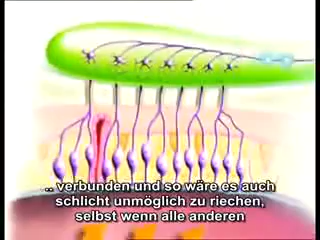 .. verbunden und so wäre es auch
schlicht unmöglich zu riechen,
selbst wenn alle anderen